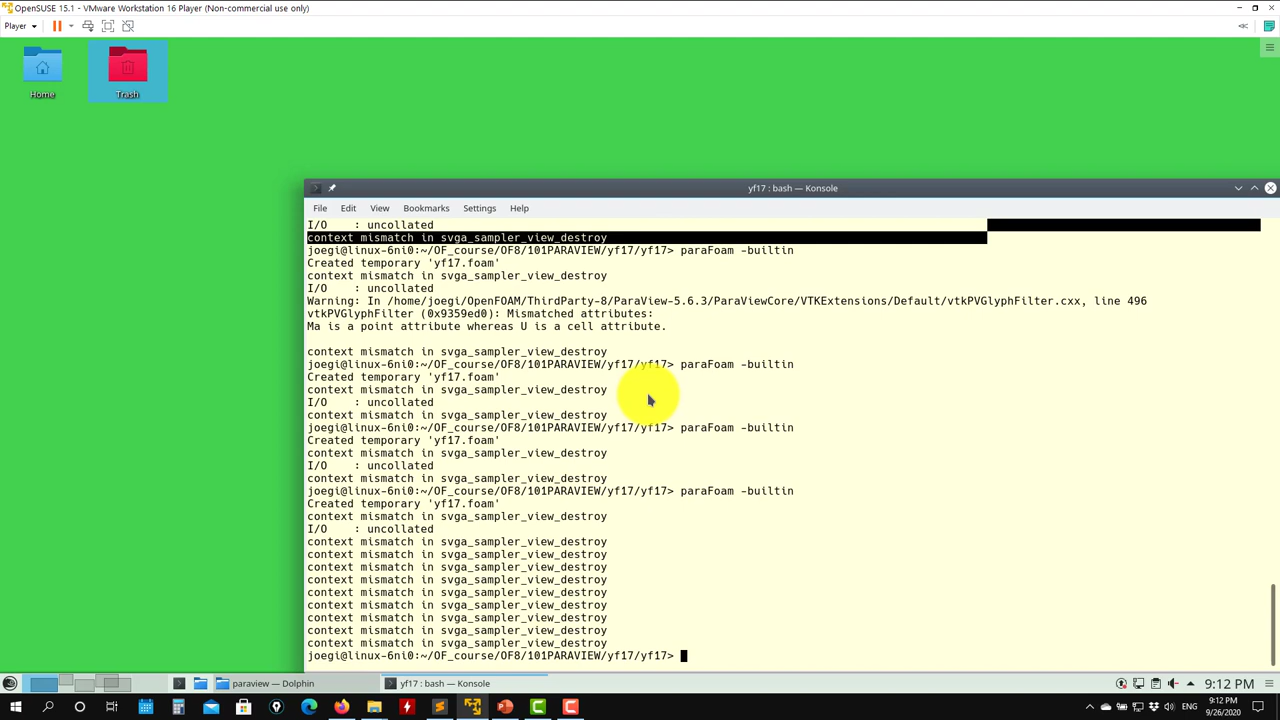 OpenSUSE 15.1 - VMware Workstation 16 Player (Non-commercial use only)
Player
Home
Trash
yf17 : bash — Konsole
File Edit View Bookmarks Settings Help
I/O    : uncollated
context mismatch in svga_sampler_view_destroy
joegi@linux-6ni0:~/OF_course/OF8/101PARAVIEW/yf17/yf17> paraFoam -builtin
Created temporary 'yf17.foam'
context mismatch in svga_sampler_view_destroy
I/O    : uncollated
Warning: In /home/joegi/OpenFOAM/ThirdParty-8/ParaView-5.6.3/ParaViewCore/VTKExtensions/Default/vtkPVGlyphFilter.cxx, line 496
vtkPVGlyphFilter (0x9359ed0): Mismatched attributes:
Ma is a point attribute whereas U is a cell attribute.
context mismatch in svga_sampler_view_destroy
joegi@linux-6ni0:~/OF_course/OF8/101PARAVIEW/yf17/yf17> paraFoam -builtin
Created temporary 'yf17.foam'
context mismatch in svga_sampler_view_destroy
I/O    : uncollated
context mismatch in svga_sampler_view_destroy
joegi@linux-6ni0:~/OF_course/OF8/101PARAVIEW/yf17/yf17> paraFoam -builtin
Created temporary 'yf17.foam'
context mismatch in svga_sampler_view_destroy
I/O    : uncollated
context mismatch in svga_sampler_view_destroy
joegi@linux-6ni0:~/OF_course/OF8/101PARAVIEW/yf17/yf17> paraFoam -builtin
Created temporary 'yf17.foam'
context mismatch in svga_sampler_view_destroy
I/O    : uncollated
context mismatch in svga_sampler_view_destroy
context mismatch in svga_sampler_view_destroy
context mismatch in svga_sampler_view_destroy
context mismatch in svga_sampler_view_destroy
context mismatch in svga_sampler_view_destroy
context mismatch in svga_sampler_view_destroy
context mismatch in svga_sampler_view_destroy
context mismatch in svga_sampler_view_destroy
context mismatch in svga_sampler_view_destroy
joegi@linux-6ni0:~/OF_course/OF8/101PARAVIEW/yf17/yf17>
paraview — Dolphin
yf17 : bash — Konsole
9:12 PM
9:12 PM
9/26/2020